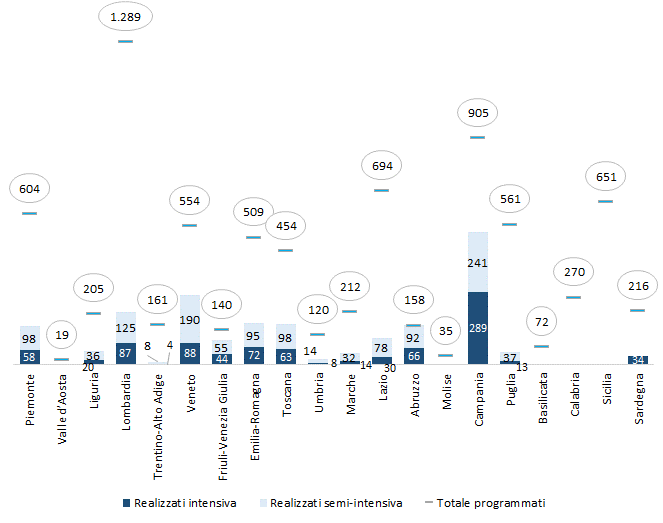 1.289
905
694
651
604
561
554
509
454
270
205
212
216
161
158
140
120
72
35
19
241
190
125
98
95
98
92
78
55
36
32
37
14
8
4
289
58
87
88
44
72
63
66
34
20
8
14
30
13
Piemonte
Valle d'Aosta
Liguria
Lombardia
Trentino-Alto Adige
Veneto
Friuli-Venezia Giulia
Emilia-Romagna
Toscana
Umbria
Marche
Lazio
Abruzzo
Molise
Campania
Puglia
Basilicata
Calabria
Sicilia
Sardegna
Realizzati intensiva Realizzati semi-intensiva Totale programmati